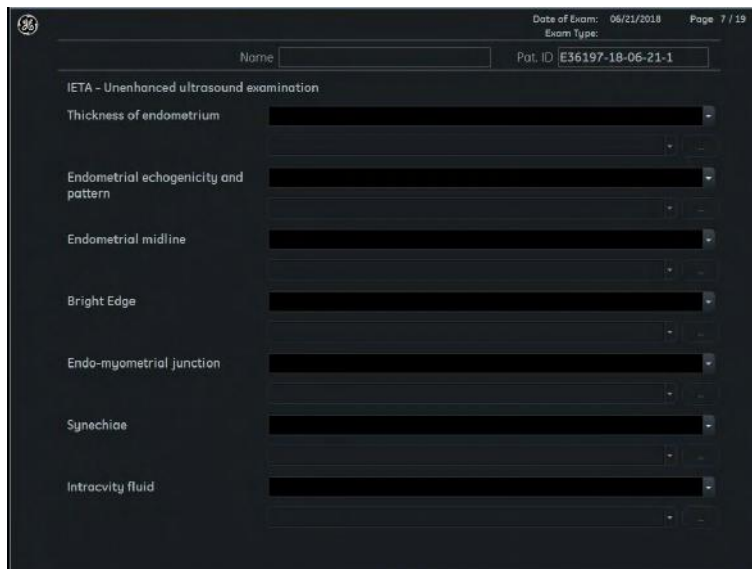 Date of Exam: 06/21/2018 Page 7 / 19
Exam Type:
Name Pat. ID E36197-18-06-21-1
IETA - Unenhanced ultrasound examination
Thickness of endometrium
Endometrial echogenicity and
pattern
Endometrial midline
Bright Edge
Endo-myometrial junction
Synechiae
Intracvity fluid